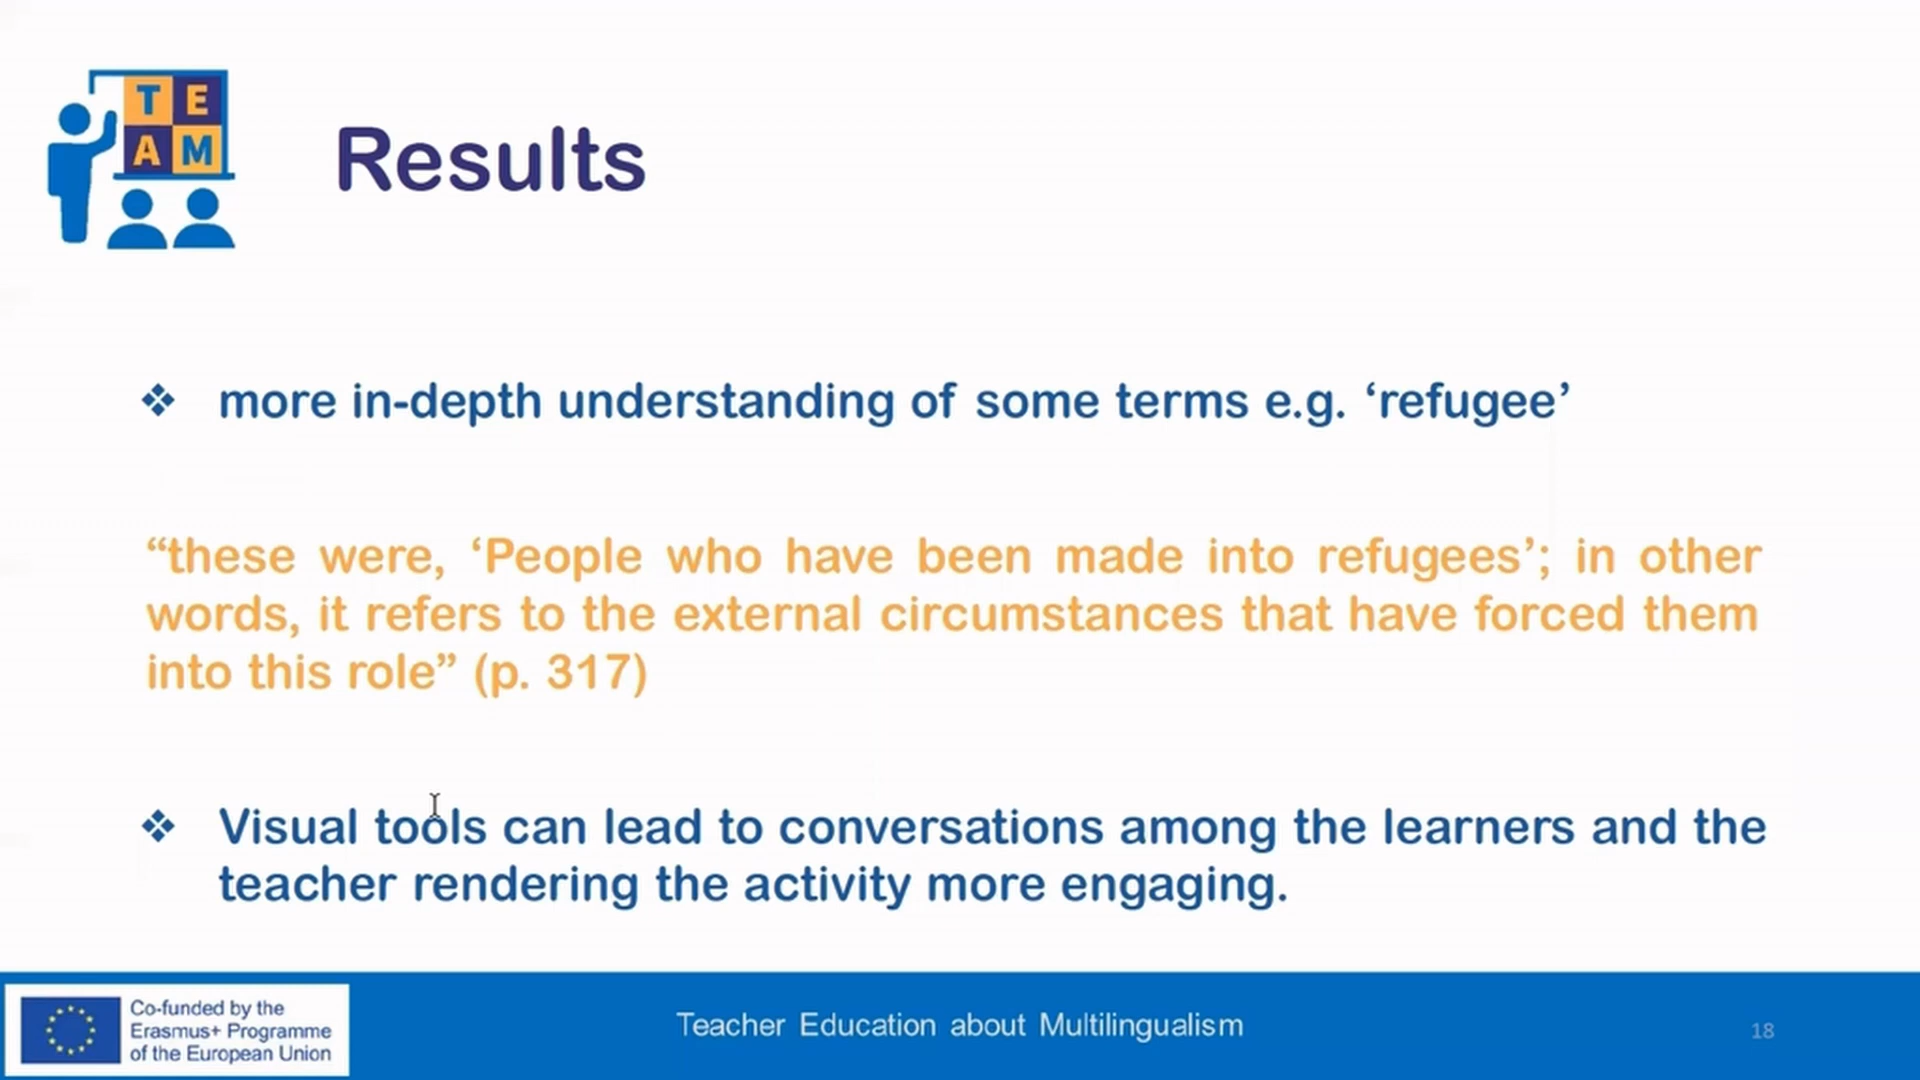 T E
A M
Results
❖ more in-depth understanding of some terms e.g. ‘refugee’
“these were, ‘People who have been made into refugees’; in other
words, it refers to the external circumstances that have forced them
into this role” (p. 317)
❖ Visual tools can lead to conversations among the learners and the
teacher rendering the activity more engaging.
Co-funded by the
Erasmus+ Programme
of the European Union
Teacher Education about Multilingualism
18